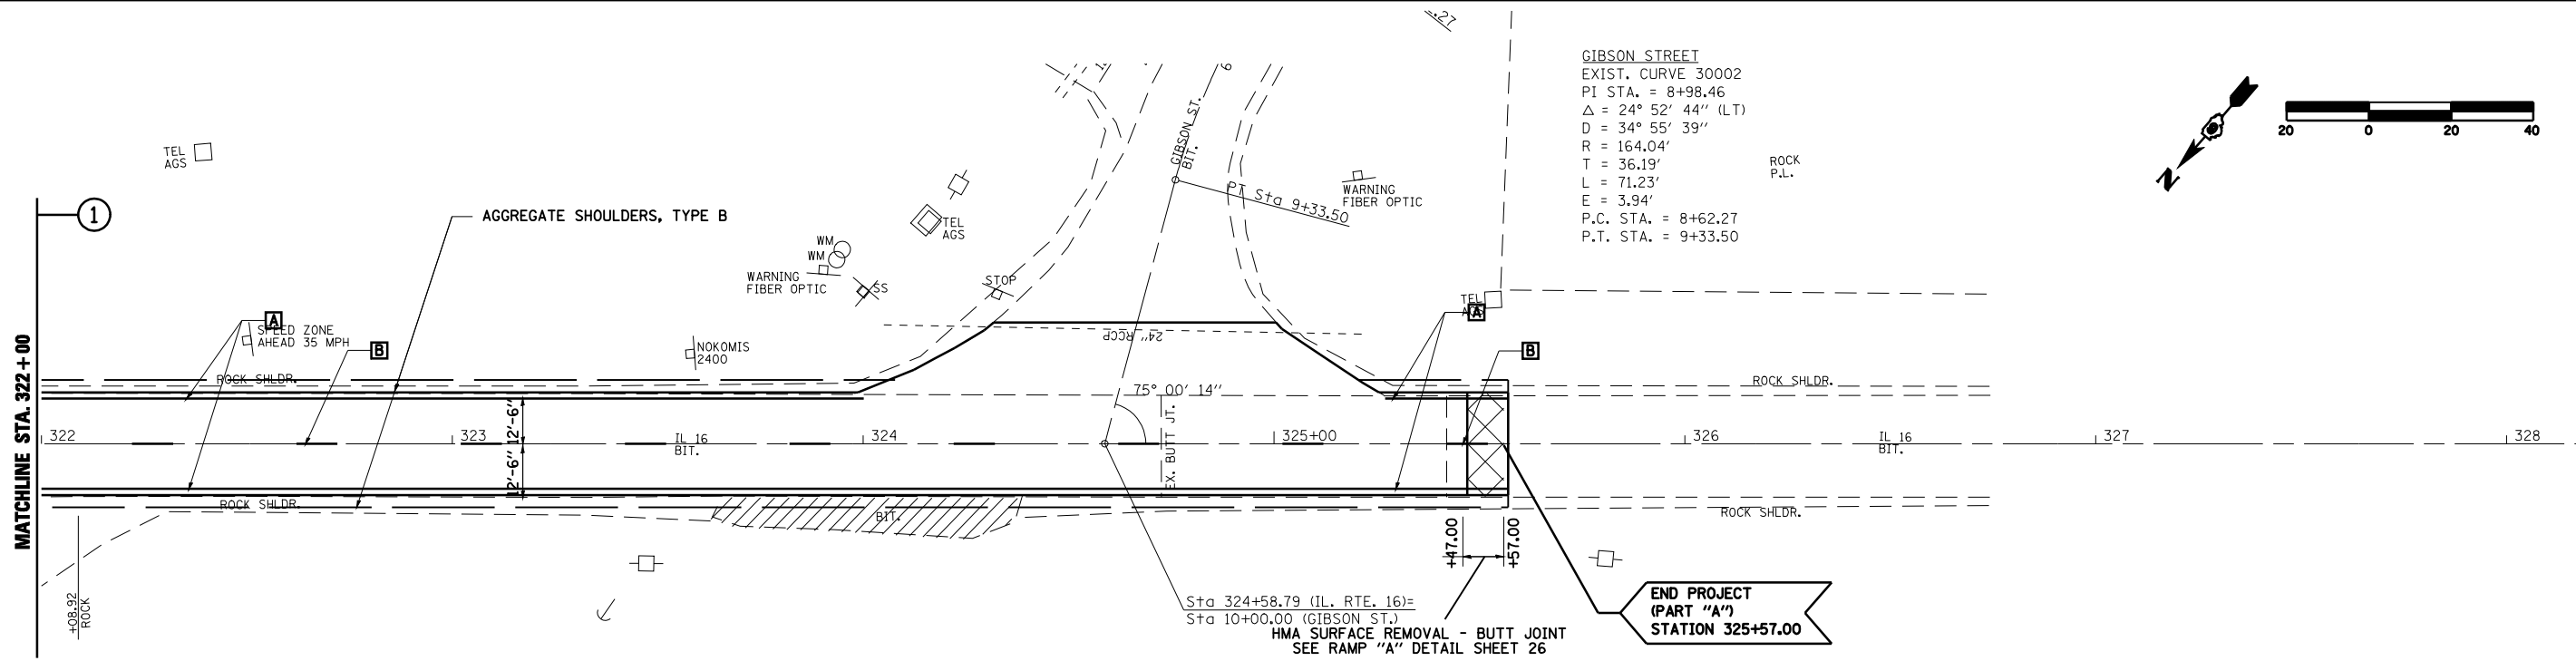 GIBSON STREET
EXIST. CURVE 30002
PI STA. = 8+98.46
Δ = 24° 52' 44" (LT)
D = 34° 55' 39"
R = 164.04'
T = 36.19'
L = 71.23'
E = 3.94'
P.C. STA. = 8+62.27
P.T. STA. = 9+33.50
ROCK
P.L.
N
20 0 20 40
TEL
AGS
1
AGGREGATE SHOULDERS, TYPE B
TEL
AGS
WM
WM
WARNING
FIBER OPTIC
SS
STOP
GIBSON ST.
BIT.
PT Sta 9+33.50
WARNING
FIBER OPTIC
TEL
AGS
A
A
B
B
SPEED ZONE
AHEAD 35 MPH
NOKOMIS
2400
24" RCCP
MATCHLINE STA. 322+00
ROCK SHLDR.
ROCK SHLDR.
75° 00' 14"
EX. BUTT JT.
322
323
324
325+00
326
327
328
12'-6"
12'-6"
IL 16
BIT.
IL 16
BIT.
ROCK SHLDR.
ROCK SHLDR.
BIT.
+08.92
ROCK
+47.00
+57.00
Sta 324+58.79 (IL. RTE. 16)=
Sta 10+00.00 (GIBSON ST.)
HMA SURFACE REMOVAL - BUTT JOINT
SEE RAMP "A" DETAIL SHEET 26
END PROJECT
(PART "A")
STATION 325+57.00